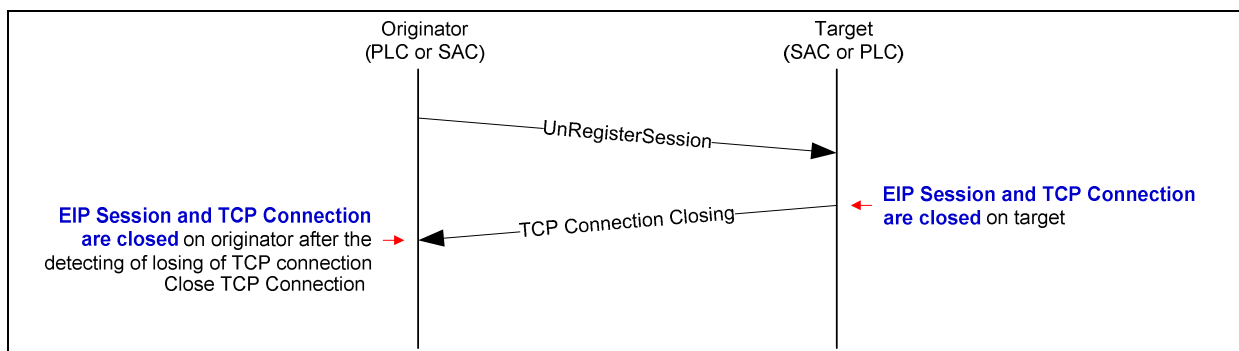 Originator
(PLC or SAC)
Target
(SAC or PLC)
UnRegisterSession
EIP Session and TCP Connection
are closed on target
TCP Connection Closing
EIP Session and TCP Connection
are closed on originator after the
detecting of losing of TCP connection
Close TCP Connection